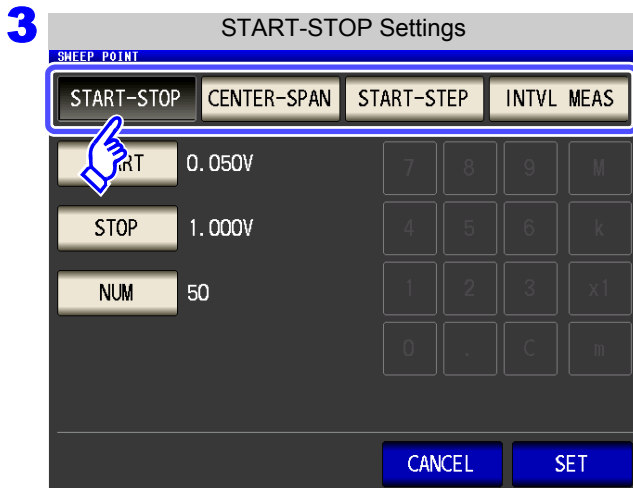 3
START-STOP Settings
SWEEP POINT
START-STOP CENTER-SPAN START-STEP INTVL MEAS
RT 0.050V 7 8 9 M
STOP 1.000V 4 5 6 k
NUM 50 1 2 3 x1
0 . C m
CANCEL SET